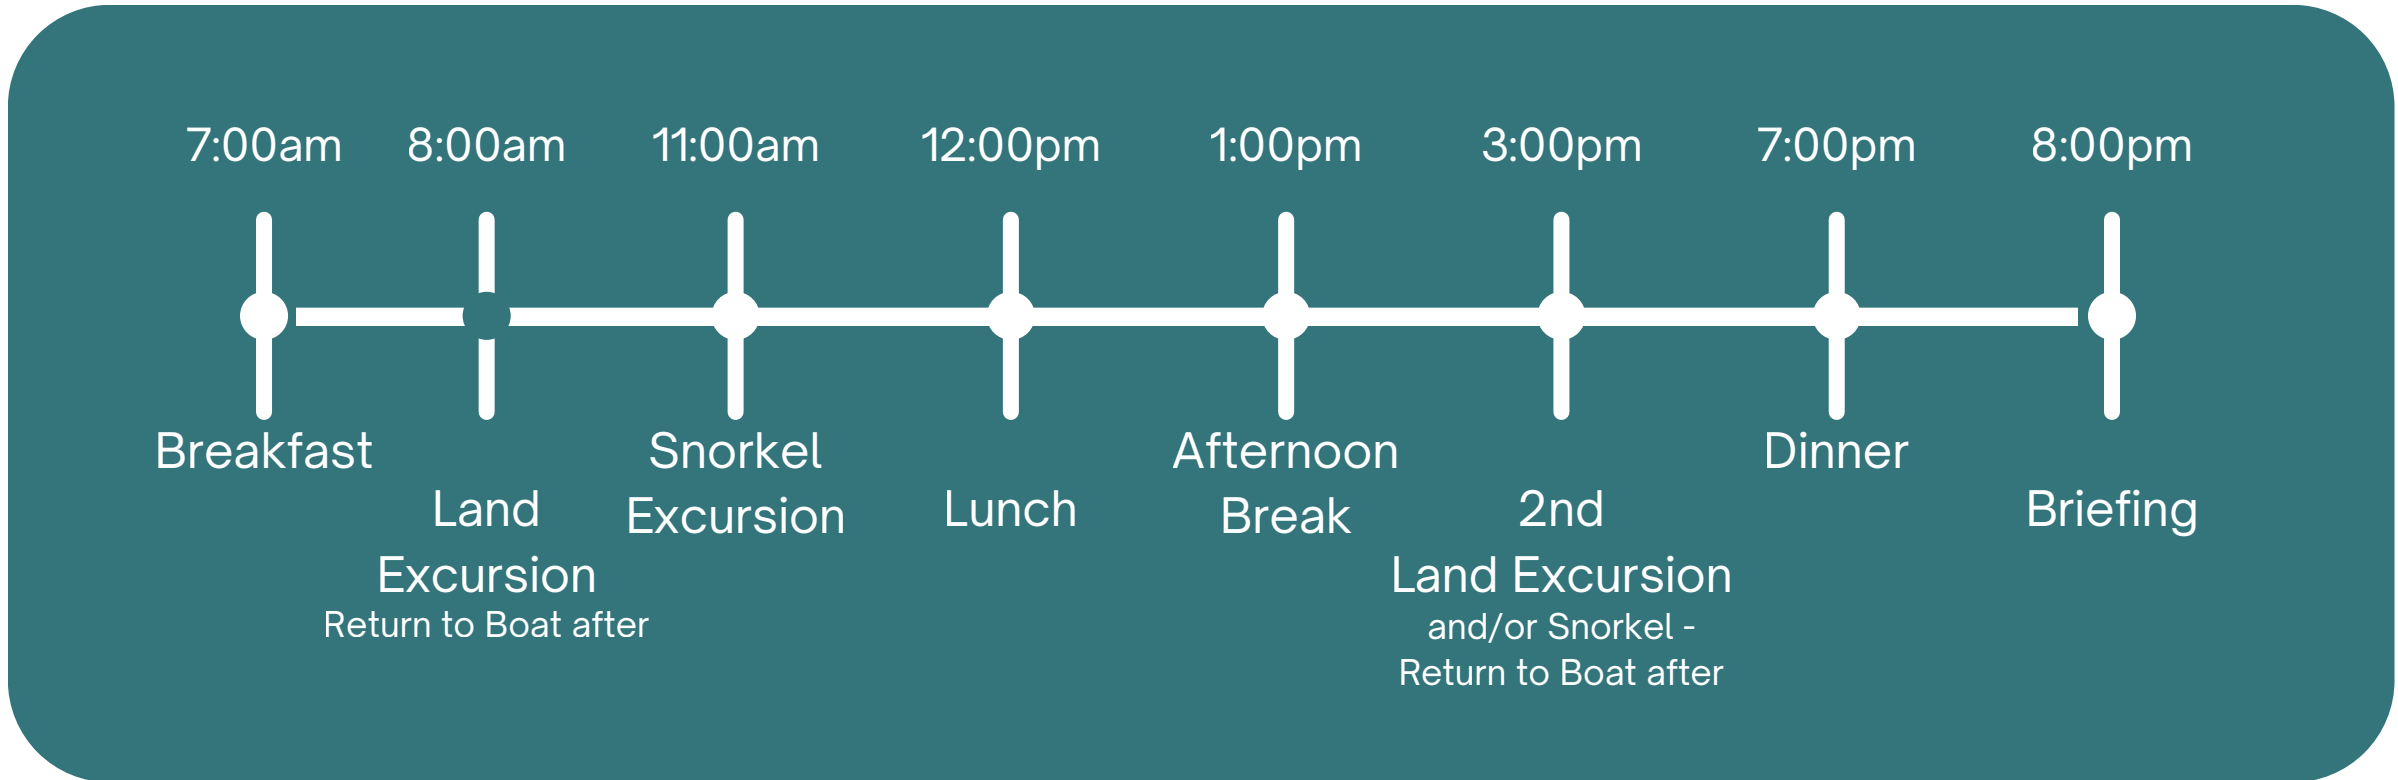 7:00am 8:00am 11:00am 12:00pm 1:00pm 3:00pm 7:00pm 8:00pm
Breakfast
Land
Excursion
Return to Boat after
Snorkel
Excursion
Lunch
Afternoon
Break
2nd
Land Excursion
and/or Snorkel -
Return to Boat after
Dinner
Briefing